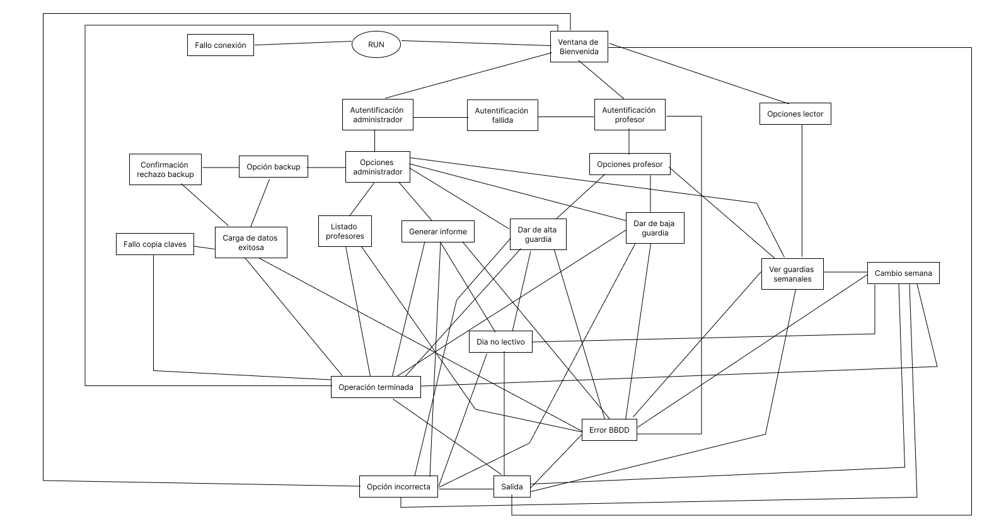 Fallo conexión
RUN
Ventana de
Bienvenida
Autentificación
administrador
Autentificación
fallida
Autentificación
profesor
Opciones lector
Confirmación
rechazo backup
Opción backup
Opciones
administrador
Opciones profesor
Fallo copia claves
Carga de datos
exitosa
Listado
profesores
Generar informe
Dar de alta
guardia
Dar de baja
guardia
Ver guardias
semanales
Cambio semana
Dia no lectivo
Operación terminada
Error BBDD
Opción incorrecta
Salida